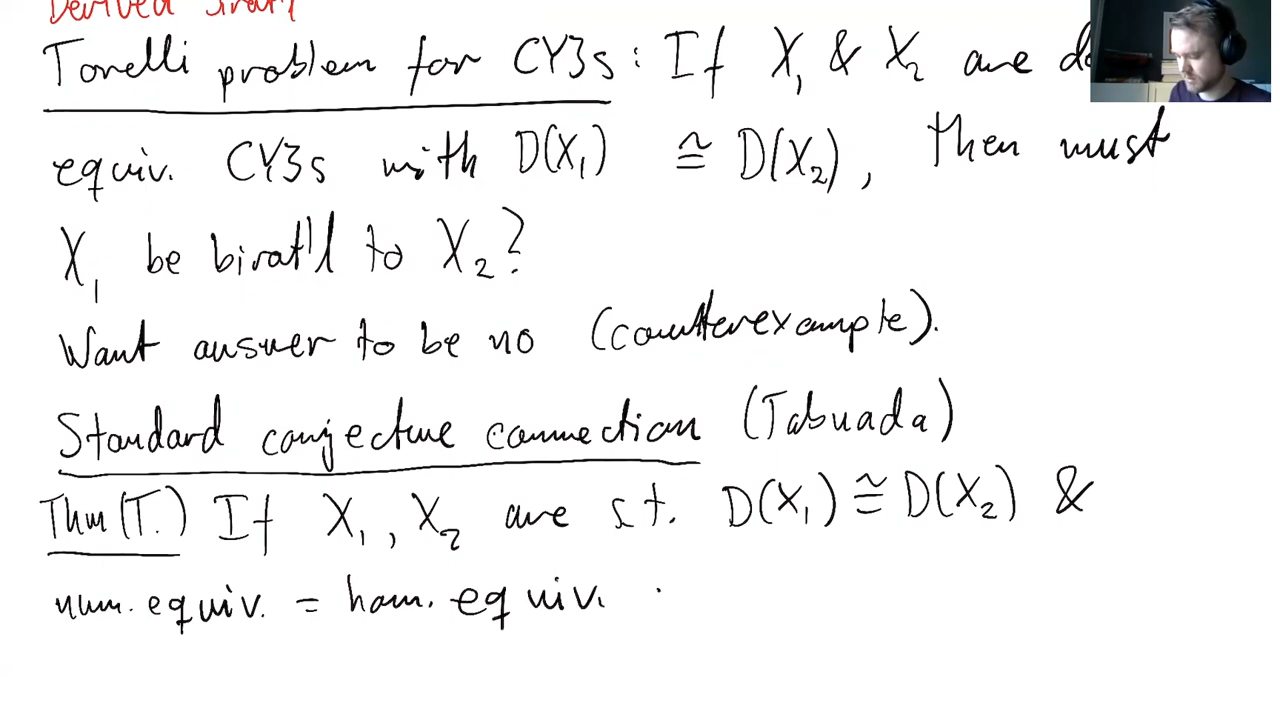 Torelli problem for CY3s: If X₁ & X₂ are
equiv. CY3s with D(X₁) ≅ D(X₂), then must
X₁ be birat'l to X₂?
Want answer to be no (counterexample).
Standard conjecture connection (Tabuada)
Thm (T.) If X₁, X₂ are s.t. D(X₁) ≅ D(X₂) &
num. equiv. = hom. equiv.